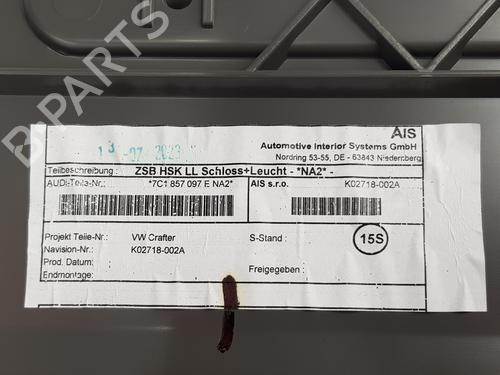 B-PARTS
AIS
Automotive Interior Systems GmbH
Nordring 53-55, DE - 63843 Niedernberg
13 -07 2023
Teilbeschreibung : ZSB HSK LL Schloss+Leucht - *NA2* -
AUDI-Teile-Nr.: *7C1 857 097 E NA2* AIS s.r.o. K02718-002A
Projekt Teile-Nr.: VW Crafter S-Stand : 15S
Navision-Nr.: K02718-002A
Prod. Datum: Freigegeben :
Endmontage: